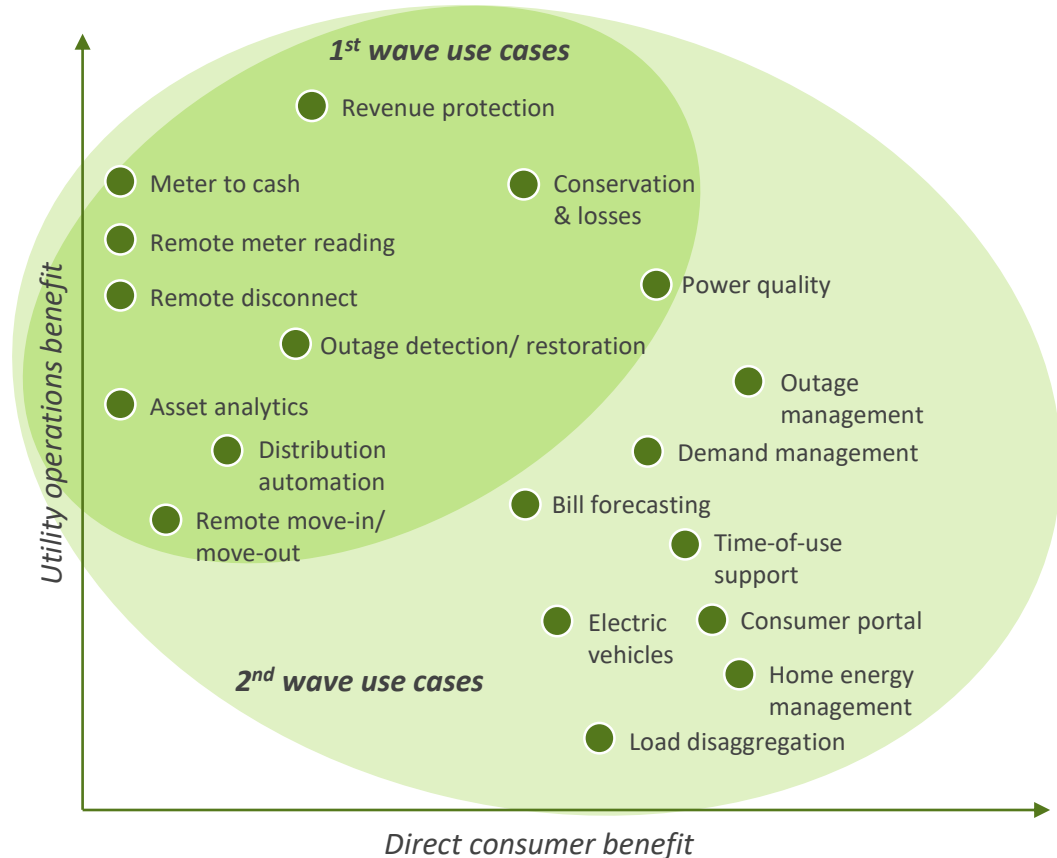 1st wave use cases
Revenue protection
Meter to cash
Conservation
& losses
Remote meter reading
Power quality
Remote disconnect
Outage detection/ restoration
Outage
management
Asset analytics
Distribution
automation
Demand management
Bill forecasting
Remote move-in/
move-out
Time-of-use
support
Electric
vehicles
Consumer portal
Home energy
management
2nd wave use cases
Load disaggregation
Utility operations benefit
Direct consumer benefit